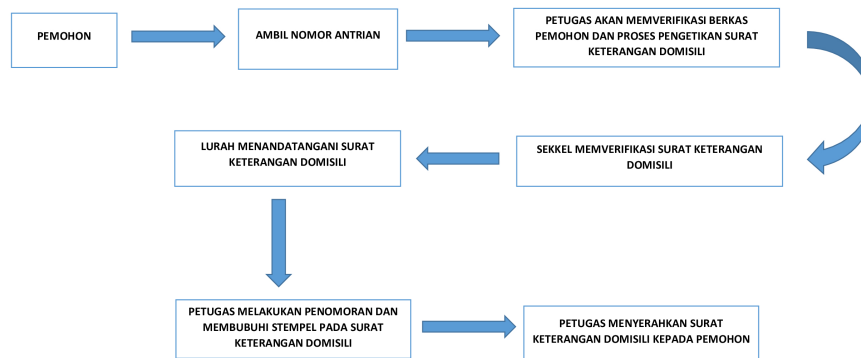 PEMOHON
AMBIL NOMOR ANTRIAN
PETUGAS AKAN MEMVERIFIKASI BERKAS
PEMOHON DAN PROSES PENGETIKAN SURAT
KETERANGAN DOMISILI
SEKKEL MEMVERIFIKASI SURAT KETERANGAN
DOMISILI
LURAH MENANDATANGANI SURAT
KETERANGAN DOMISILI
PETUGAS MELAKUKAN PENOMORAN DAN
MEMBUBUHI STEMPEL PADA SURAT
KETERANGAN DOMISILI
PETUGAS MENYERAHKAN SURAT
KETERANGAN DOMISILI KEPADA PEMOHON